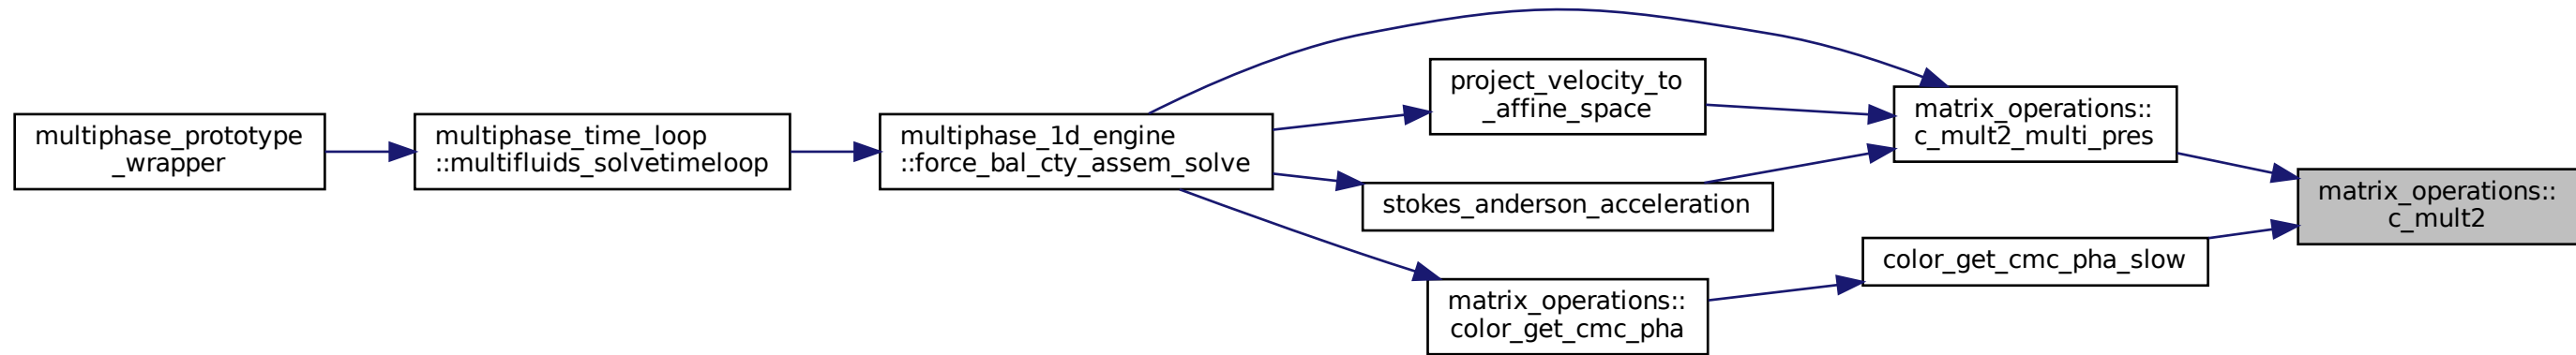 multiphase_prototype
_wrapper
multiphase_time_loop
::multifluids_solvetimeloop
multiphase_1d_engine
::force_bal_cty_assem_solve
project_velocity_to
_affine_space
stokes_anderson_acceleration
matrix_operations::
color_get_cmc_pha
matrix_operations::
c_mult2_multi_pres
color_get_cmc_pha_slow
matrix_operations::
c_mult2